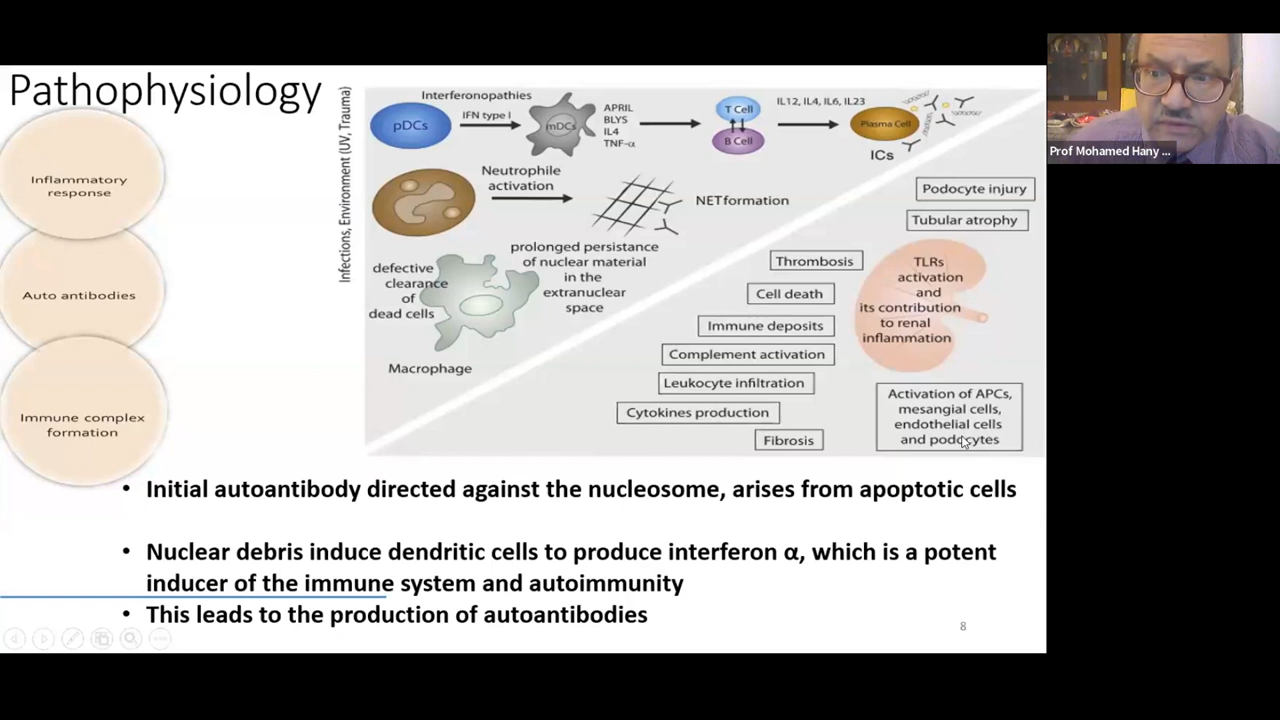 Pathophysiology
Inflammatory
response
Auto antibodies
Immune complex
formation
Infections, Environment (UV, Trauma)
Interferonopathies
pDCs
IFN type I
mDCs
APRIL
BLYS
IL4
TNF-α
T Cell
B Cell
IL12, IL4, IL6, IL23
Plasma Cell
ICs
Neutrophile
activation
NET formation
prolonged persistance
of nuclear material
in the
extranuclear
space
defective
clearance
of
dead cells
Macrophage
Podocyte injury
Tubular atrophy
Thrombosis
Cell death
Immune deposits
Complement activation
Leukocyte infiltration
Cytokines production
Fibrosis
TLRs
activation
and
its contribution
to renal
inflammation
Activation of APCs,
mesangial cells,
endothelial cells
and podocytes
• Initial autoantibody directed against the nucleosome, arises from apoptotic cells
• Nuclear debris induce dendritic cells to produce interferon α, which is a potent
inducer of the immune system and autoimmunity
• This leads to the production of autoantibodies
8
Prof Mohamed Hany ...